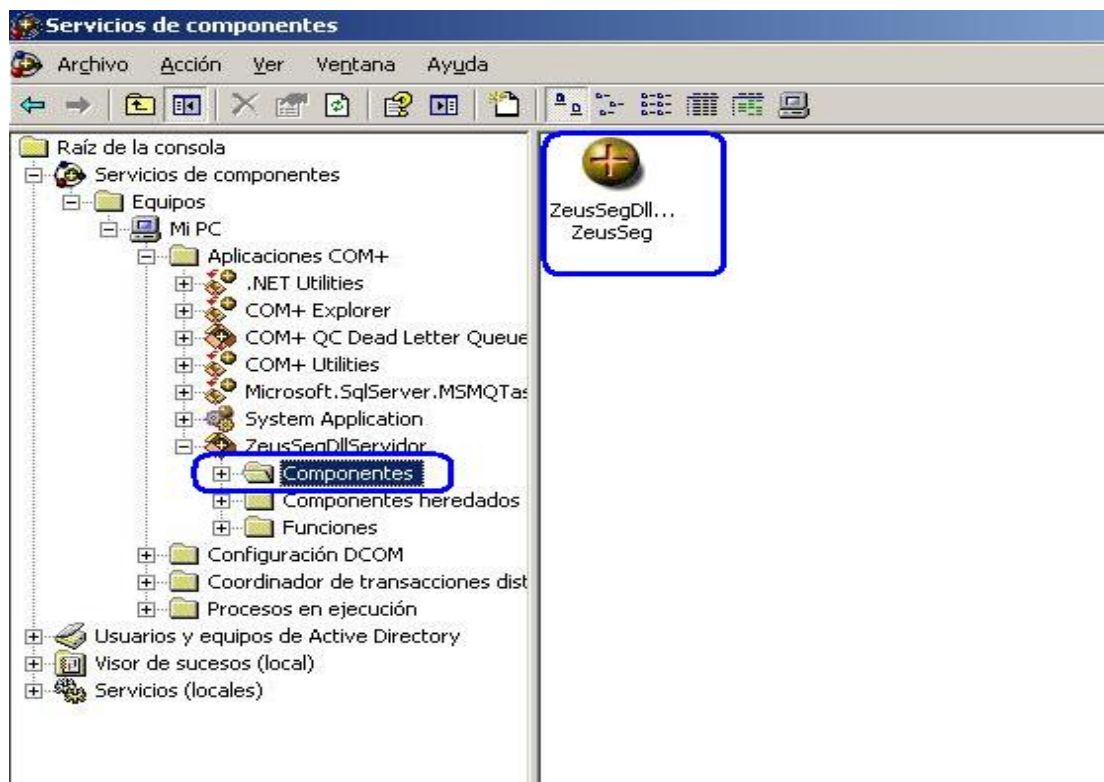 Servicios de componentes
Archivo Acción Ver Ventana Ayuda
Raíz de la consola
Servicios de componentes
Equipos
Mi PC
Aplicaciones COM+
.NET Utilities
COM+ Explorer
COM+ QC Dead Letter Queue
COM+ Utilities
Microsoft.SqlServer.MSMQTas
System Application
ZeusSegDllServidor
Componentes
Componentes heredados
Funciones
Configuración DCOM
Coordinador de transacciones dist
Procesos en ejecución
Usuarios y equipos de Active Directory
Visor de sucesos (local)
Servicios (locales)
ZeusSegDll...
ZeusSeg